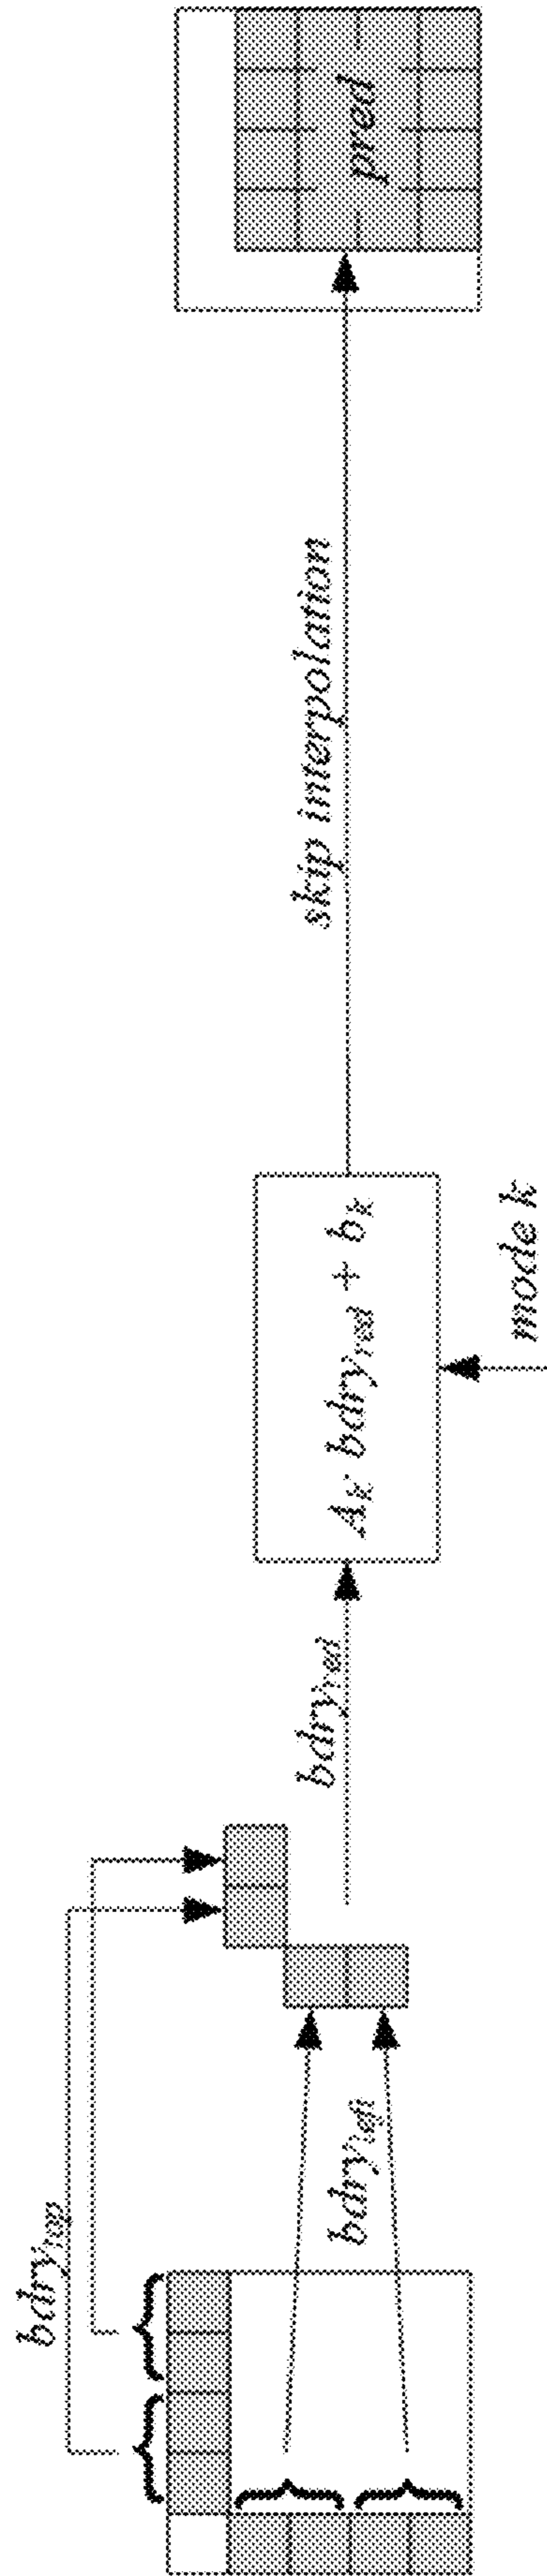 bdry_top
bdry_left
bdry_red
A_k bdry_red + b_k
mode k
skip interpolation
pred